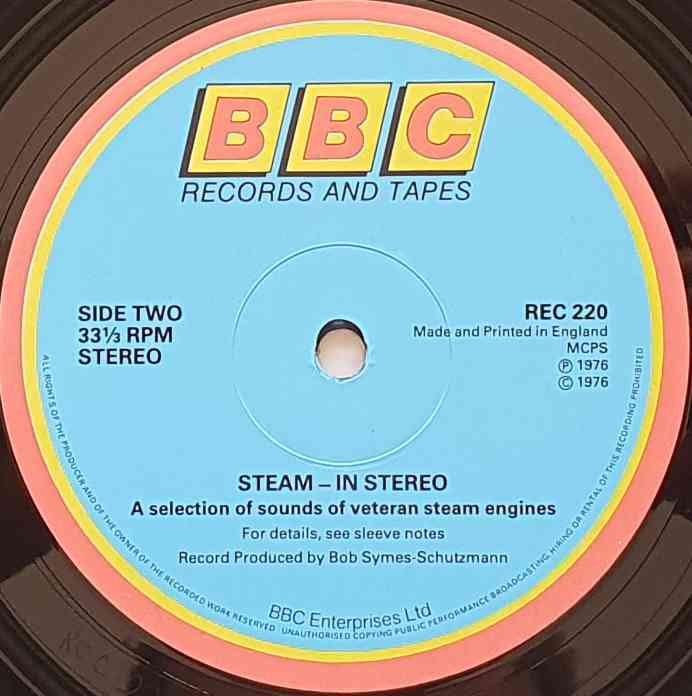 BBC
RECORDS AND TAPES
SIDE TWO
33⅓ RPM
STEREO
REC 220
Made and Printed in England
MCPS
Ⓟ 1976
© 1976
STEAM – IN STEREO
A selection of sounds of veteran steam engines
For details, see sleeve notes
Record Produced by Bob Symes-Schutzmann
BBC Enterprises Ltd
ALL RIGHTS OF THE PRODUCER AND OF THE OWNER OF THE RECORDED WORK RESERVED UNAUTHORISED COPYING PUBLIC PERFORMANCE BROADCASTING, HIRING OR RENTAL OF THIS RECORDING PROHIBITED